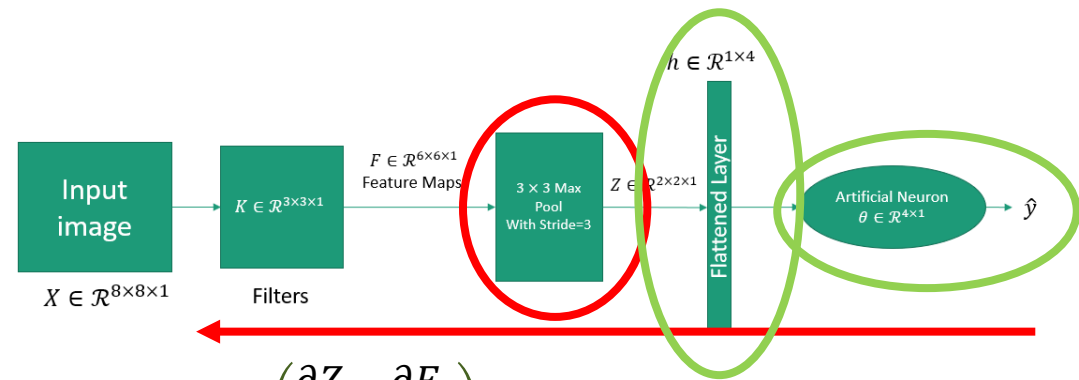 h ∈ ℛ^{1×4}
Input
image
X ∈ ℛ^{8×8×1}
K ∈ ℛ^{3×3×1}
Filters
F ∈ ℛ^{6×6×1}
Feature Maps
3 × 3 Max
Pool
With Stride=3
Z ∈ ℛ^{2×2×1}
Flattened Layer
Artificial Neuron
θ ∈ ℛ^{4×1}
ŷ
(∂Z ∂F)